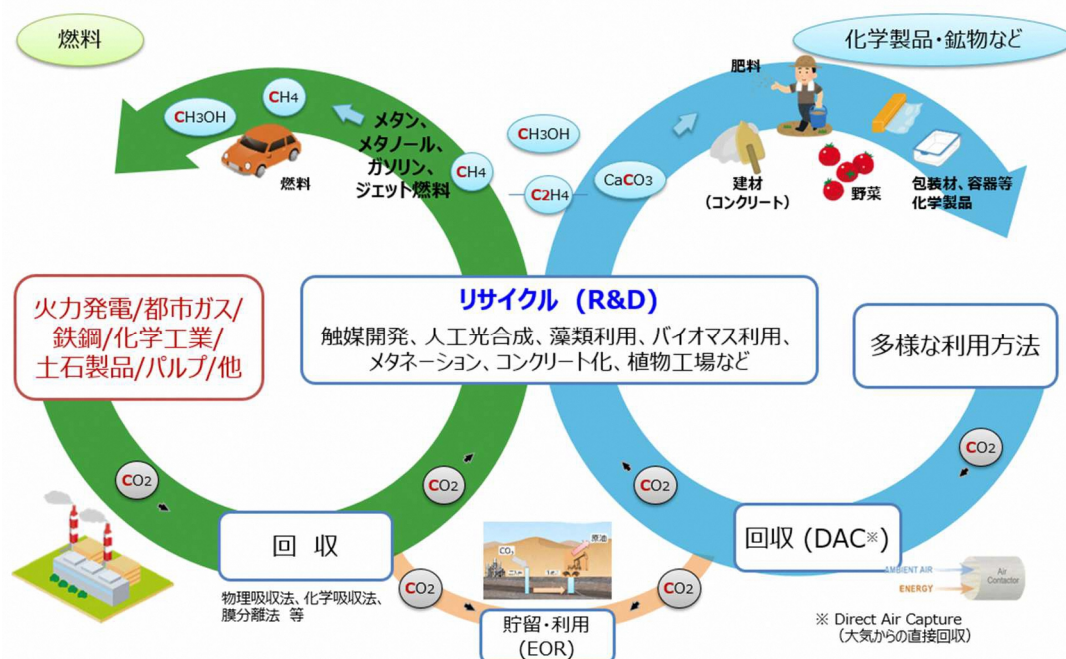 燃料
化学製品・鉱物など
CH3OH
CH4
メタン、
メタノール、
ガソリン、
ジェット燃料
燃料
CH4
CH3OH
C2H4
CaCO3
肥料
建材
(コンクリート)
野菜
包装材、容器等
化学製品
火力発電/都市ガス/
鉄鋼/化学工業/
土石製品/パルプ/他
リサイクル (R&D)
触媒開発、人工光合成、藻類利用、バイオマス利用、
メタネーション、コンクリート化、植物工場など
多様な利用方法
CO2
CO2
CO2
CO2
回 収
物理吸収法、化学吸収法、
膜分離法 等
CO2
CO2
原油
CO2
貯留・利用
(EOR)
回収 (DAC※)
AMBIENT AIR
ENERGY
Air
Contactor
※ Direct Air Capture
(大気からの直接回収)